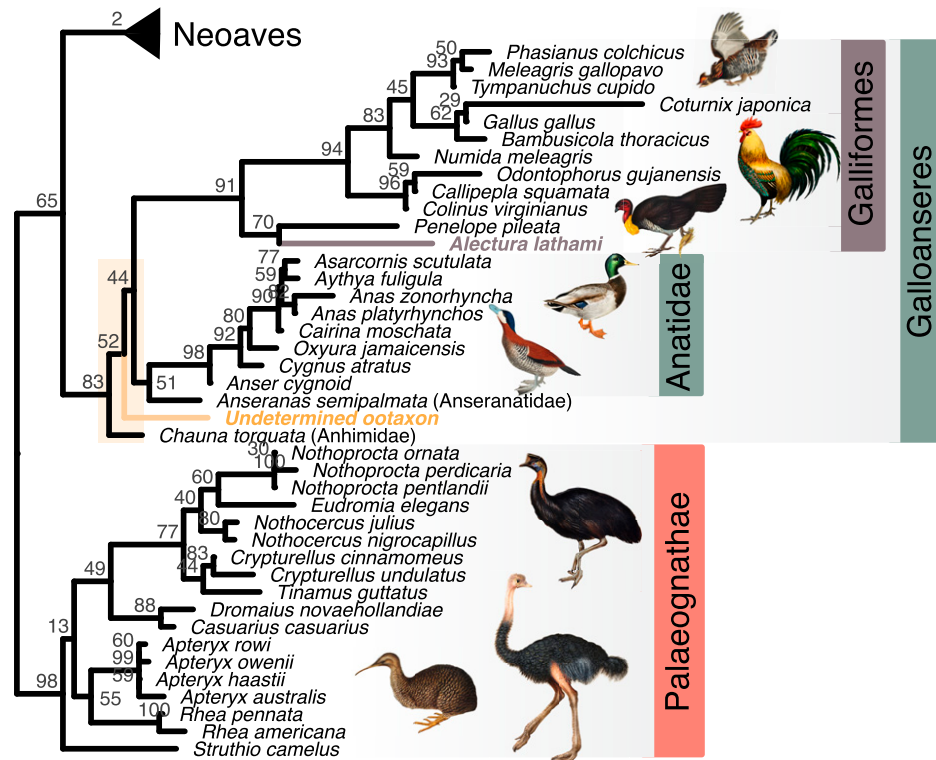 2
Neoaves
50
Phasianus colchicus
93
Meleagris gallopavo
Tympanuchus cupido
45
29
Coturnix japonica
83
62
Gallus gallus
Bambusicola thoracicus
94
Numida meleagris
59
Odontophorus gujanensis
96
Callipepla squamata
Colinus virginianus
91
70
Penelope pileata
Alectura lathami
65
77
Asarcornis scutulata
59
Aythya fuligula
44
90
82
Anas zonorhyncha
Anas platyrhynchos
80
Cairina moschata
92
Oxyura jamaicensis
52
98
Cygnus atratus
83
51
Anser cygnoid
Anseranas semipalmata (Anseranatidae)
Undetermined ootaxon
Chauna torquata (Anhimidae)
30
Nothoprocta ornata
100
Nothoprocta perdicaria
60
Nothoprocta pentlandii
40
Eudromia elegans
80
Nothocercus julius
77
Nothocercus nigrocapillus
83
Crypturellus cinnamomeus
49
44
Crypturellus undulatus
Tinamus guttatus
88
Dromaius novaehollandiae
13
Casuarius casuarius
60
Apteryx rowi
99
Apteryx owenii
98
59
Apteryx haastii
55
Apteryx australis
100
Rhea pennata
Rhea americana
Struthio camelus
Galliformes
Galloanseres
Anatidae
Palaeognathae